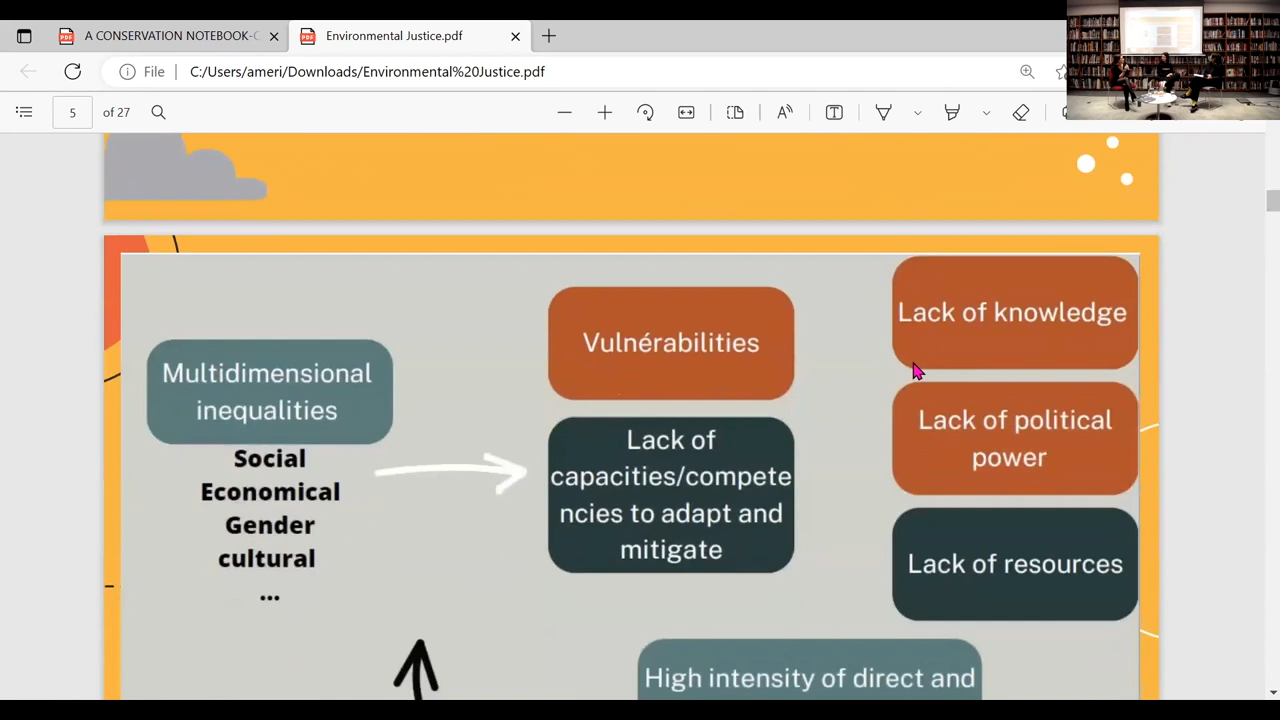 A CONSERVATION NOTEBOOK-C
Environmental Justice.pdf
File
C:/Users/ameri/Downloads/Environmental%20Justice.pdf
5 of 27
Multidimensional
inequalities
Social
Economical
Gender
cultural
...
Vulnérabilities
Lack of
capacities/compete
ncies to adapt and
mitigate
Lack of knowledge
Lack of political
power
Lack of resources
High intensity of direct and